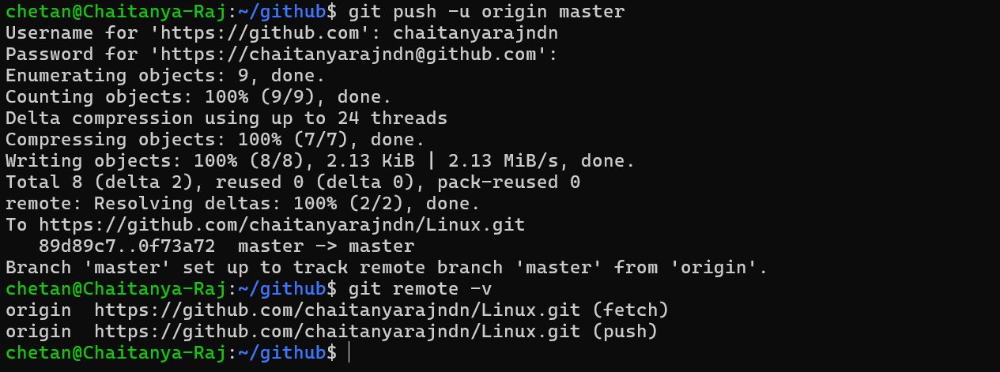 chetan@Chaitanya-Raj:~/github$ git push -u origin master
Username for 'https://github.com': chaitanyarajndn
Password for 'https://chaitanyarajndn@github.com':
Enumerating objects: 9, done.
Counting objects: 100% (9/9), done.
Delta compression using up to 24 threads
Compressing objects: 100% (7/7), done.
Writing objects: 100% (8/8), 2.13 KiB | 2.13 MiB/s, done.
Total 8 (delta 2), reused 0 (delta 0), pack-reused 0
remote: Resolving deltas: 100% (2/2), done.
To https://github.com/chaitanyarajndn/Linux.git
   89d89c7..0f73a72  master -> master
Branch 'master' set up to track remote branch 'master' from 'origin'.
chetan@Chaitanya-Raj:~/github$ git remote -v
origin  https://github.com/chaitanyarajndn/Linux.git (fetch)
origin  https://github.com/chaitanyarajndn/Linux.git (push)
chetan@Chaitanya-Raj:~/github$